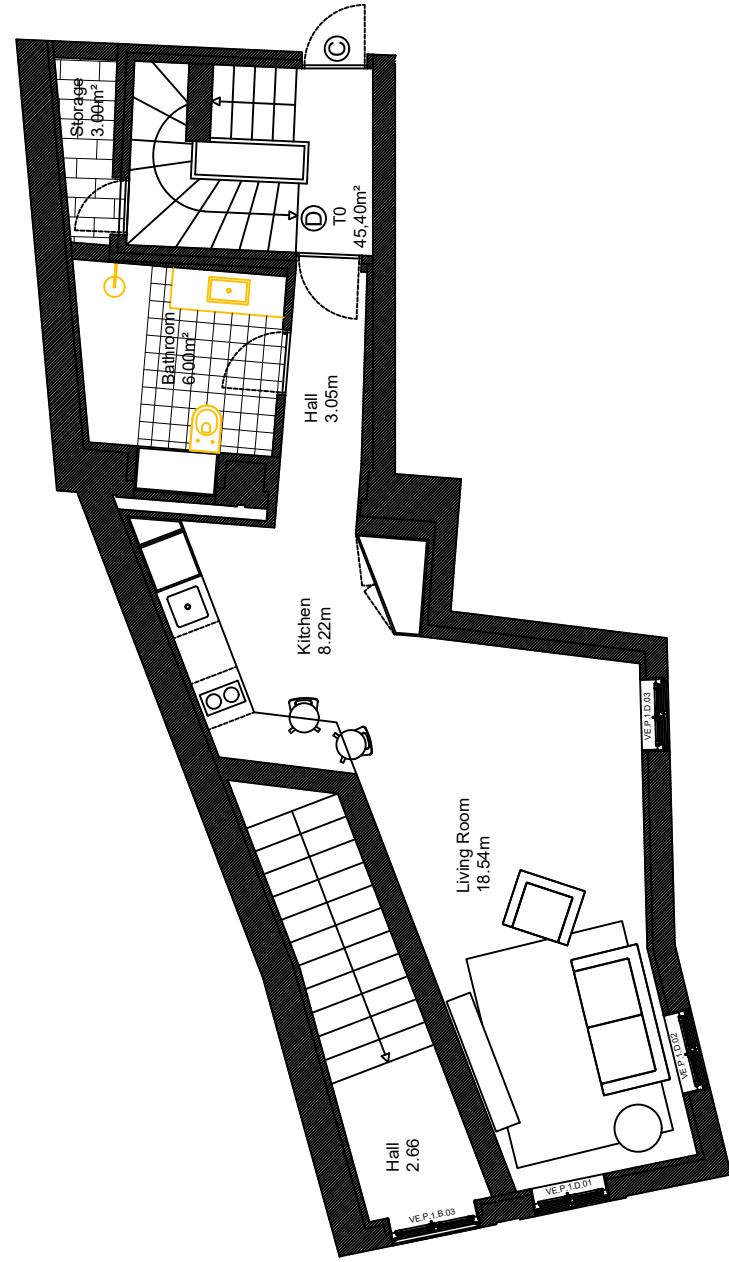 C
Storage
3.00m²
D
T0
45,40m²
Bathroom
6.00m²
Hall
3.05m
Kitchen
8.22m
VE.P.1.D.03
Living Room
18.54m
VE.P.1.D.02
Hall
2.66
VE.P.1.D.01
VE.P.1.B.03